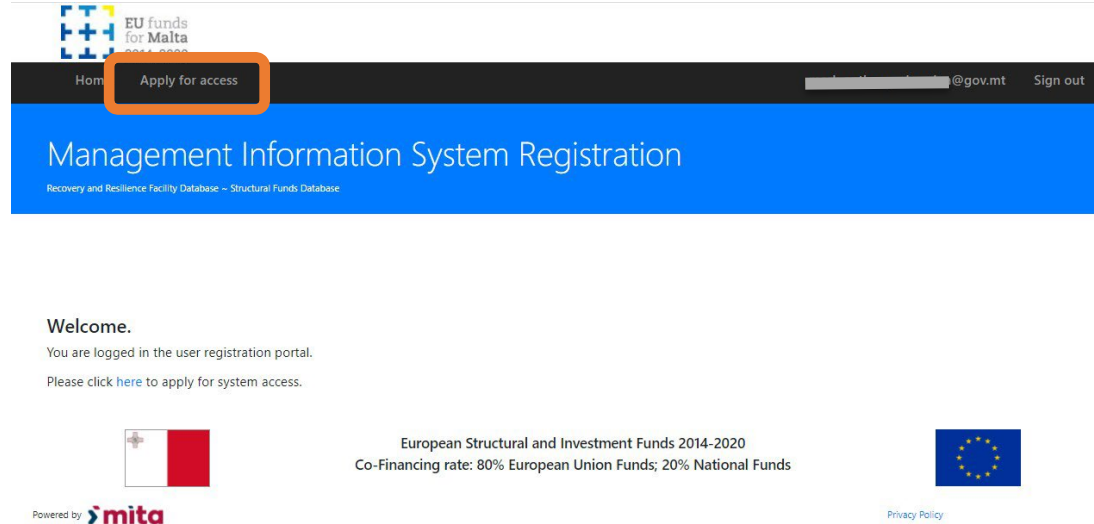 EU funds
for Malta
2014-2020
Home Apply for access @gov.mt Sign out
Management Information System Registration
Recovery and Resilience Facility Database ~ Structural Funds Database
Welcome.
You are logged in the user registration portal.
Please click here to apply for system access.
European Structural and Investment Funds 2014-2020
Co-Financing rate: 80% European Union Funds; 20% National Funds
Powered by mita
Privacy Policy